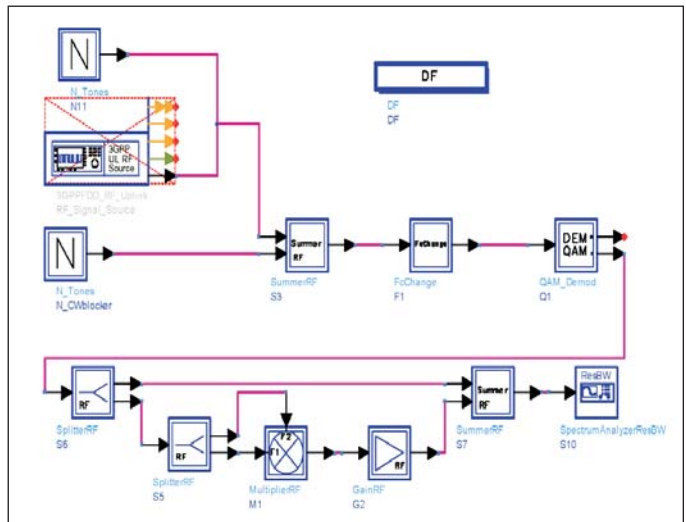 N
N_Tones
N11
DF
DF
DF
3GPP
UL RF
Source
3GPPFDD_RF_Uplink
RF_Signal_Source
N
N_Tones
N_CWblocker
Summer
RF
SummerRF
S3
FcChange
FcChange
F1
DEM
QAM
QAM_Demod
Q1
RF
SplitterRF
S6
RF
SplitterRF
S5
F2
F1
MultiplierRF
M1
RF
GainRF
G2
Summer
RF
SummerRF
S7
ResBW
SpectrumAnalyzerResBW
S10